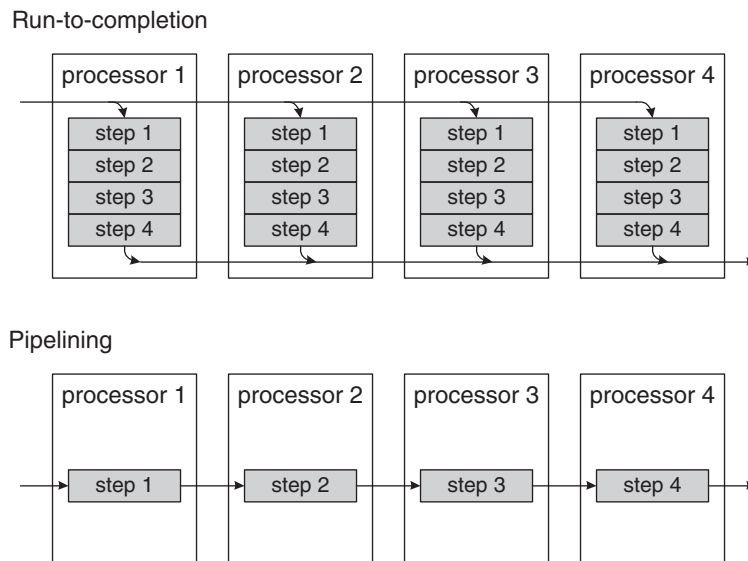 Run-to-completion
processor 1 processor 2 processor 3 processor 4
step 1 step 1 step 1 step 1
step 2 step 2 step 2 step 2
step 3 step 3 step 3 step 3
step 4 step 4 step 4 step 4
Pipelining
processor 1 processor 2 processor 3 processor 4
step 1 step 2 step 3 step 4